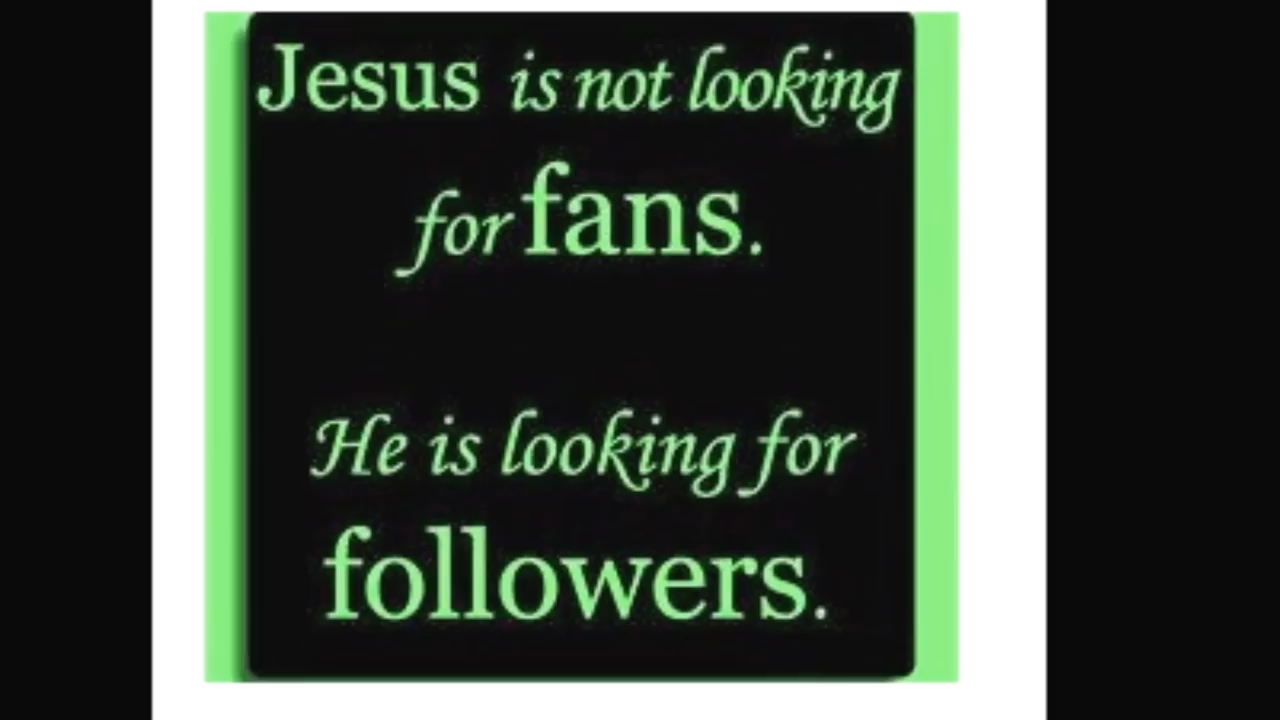 Jesus is not looking
for fans.
He is looking for
followers.